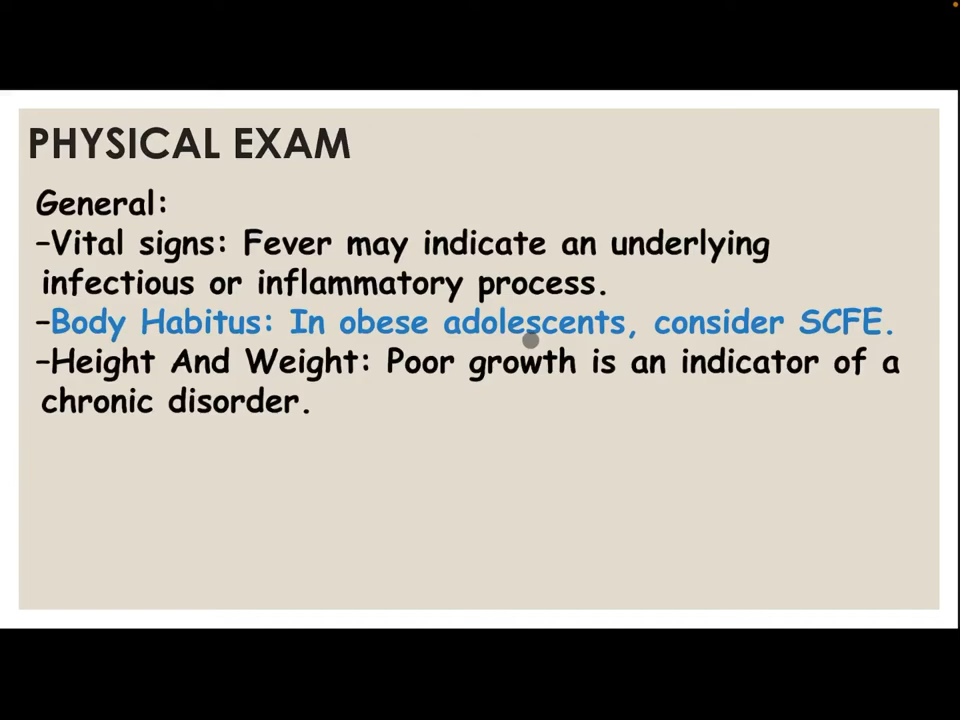 PHYSICAL EXAM
General:
-Vital signs: Fever may indicate an underlying
infectious or inflammatory process.
-Body Habitus: In obese adolescents, consider SCFE.
-Height And Weight: Poor growth is an indicator of a
chronic disorder.